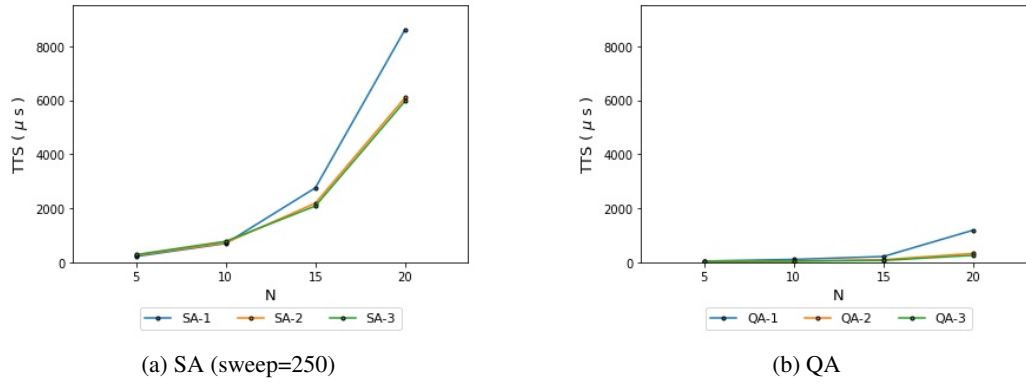 8000
6000
4000
2000
0
TTS ( μ s )
5 10 15 20
N
SA-1 SA-2 SA-3
(a) SA (sweep=250)
8000
6000
4000
2000
0
TTS ( μ s )
5 10 15 20
N
QA-1 QA-2 QA-3
(b) QA